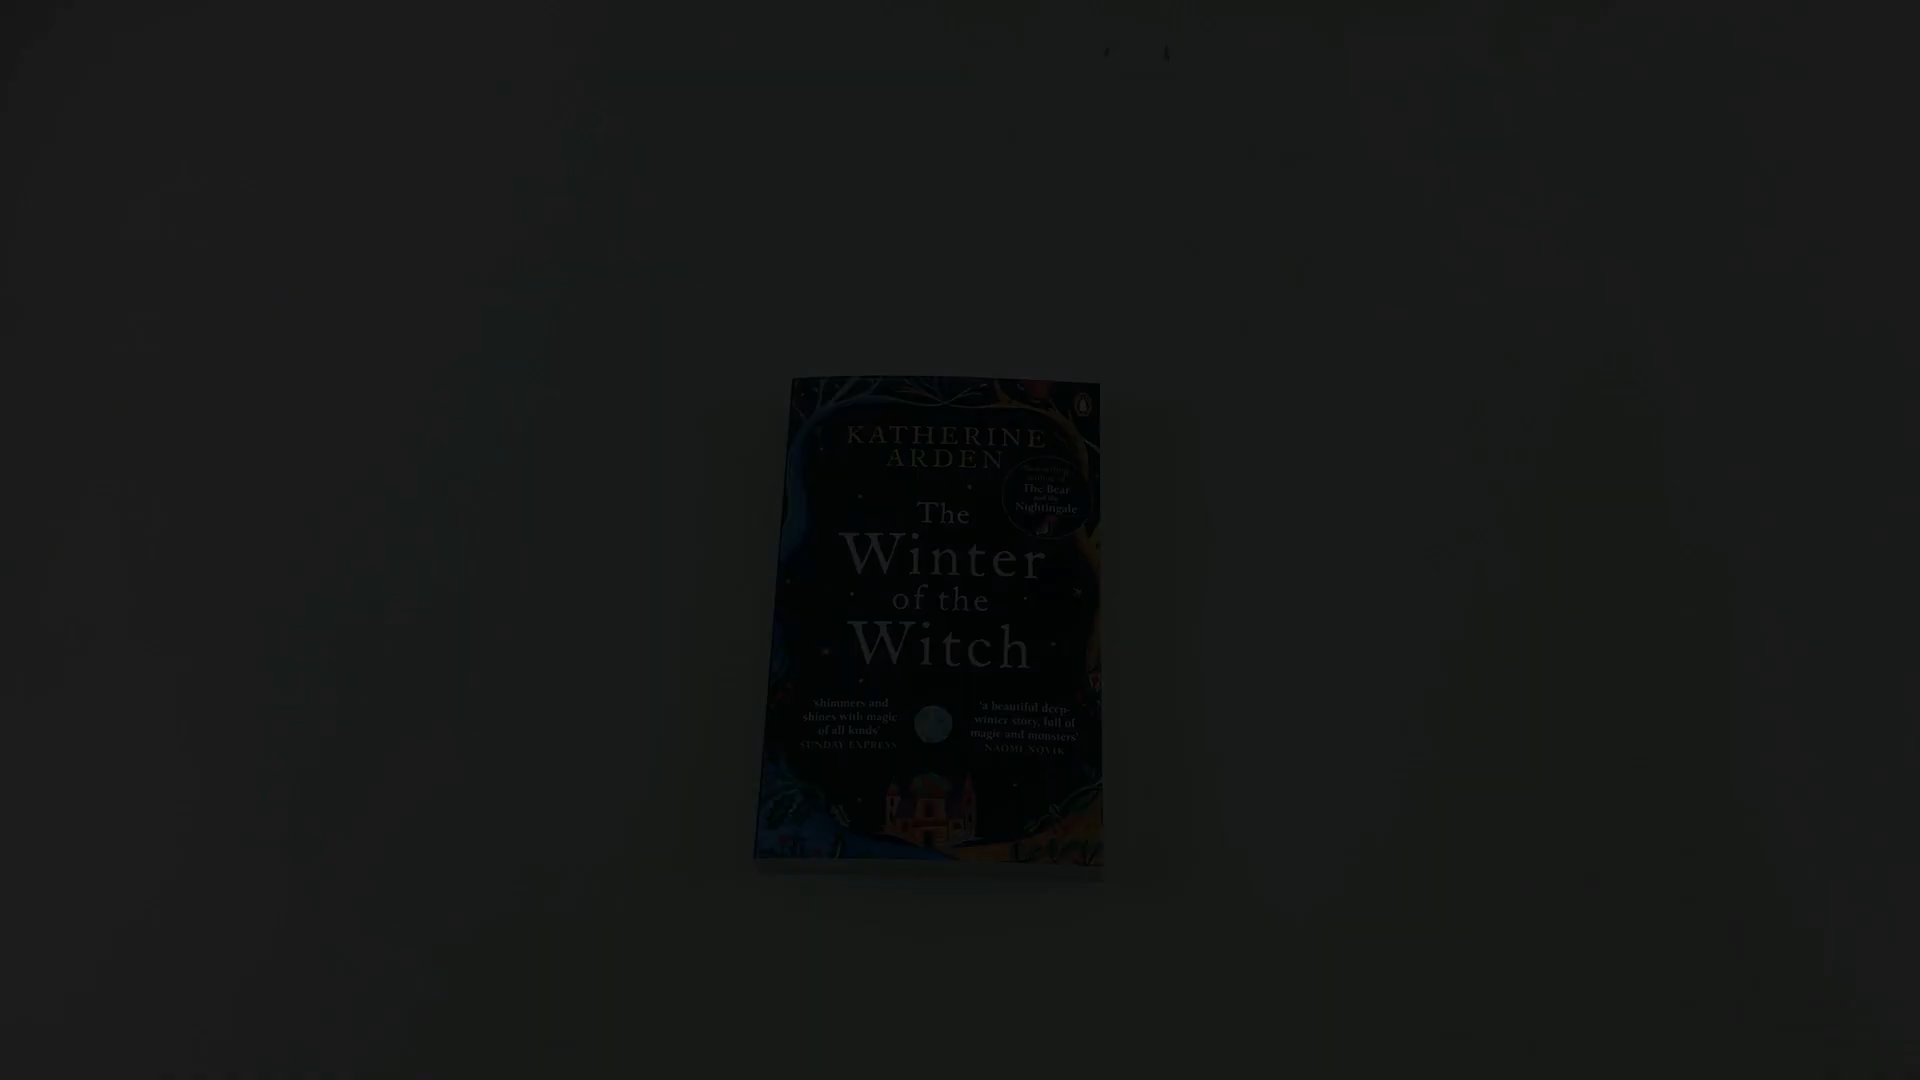 KATHERINE
ARDEN
The Bear
and the
Nightingale
The
Winter
of the
Witch
'shimmers and
shines with magic
of all kinds'
SUNDAY EXPRESS
'a beautiful deep-
winter story, full of
magic and monsters'
NAOMI NOVIK